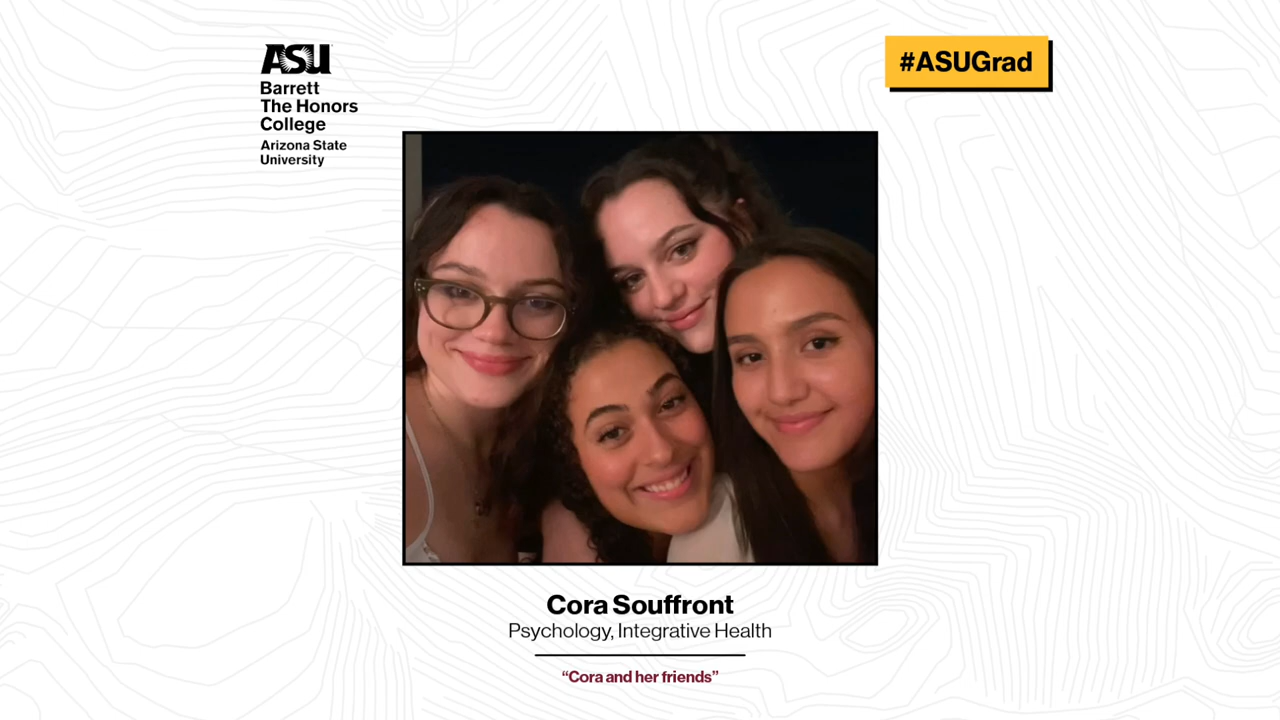 ASU
Barrett
The Honors
College
Arizona State
University
#ASUGrad
Cora Souffront
Psychology, Integrative Health
“Cora and her friends”